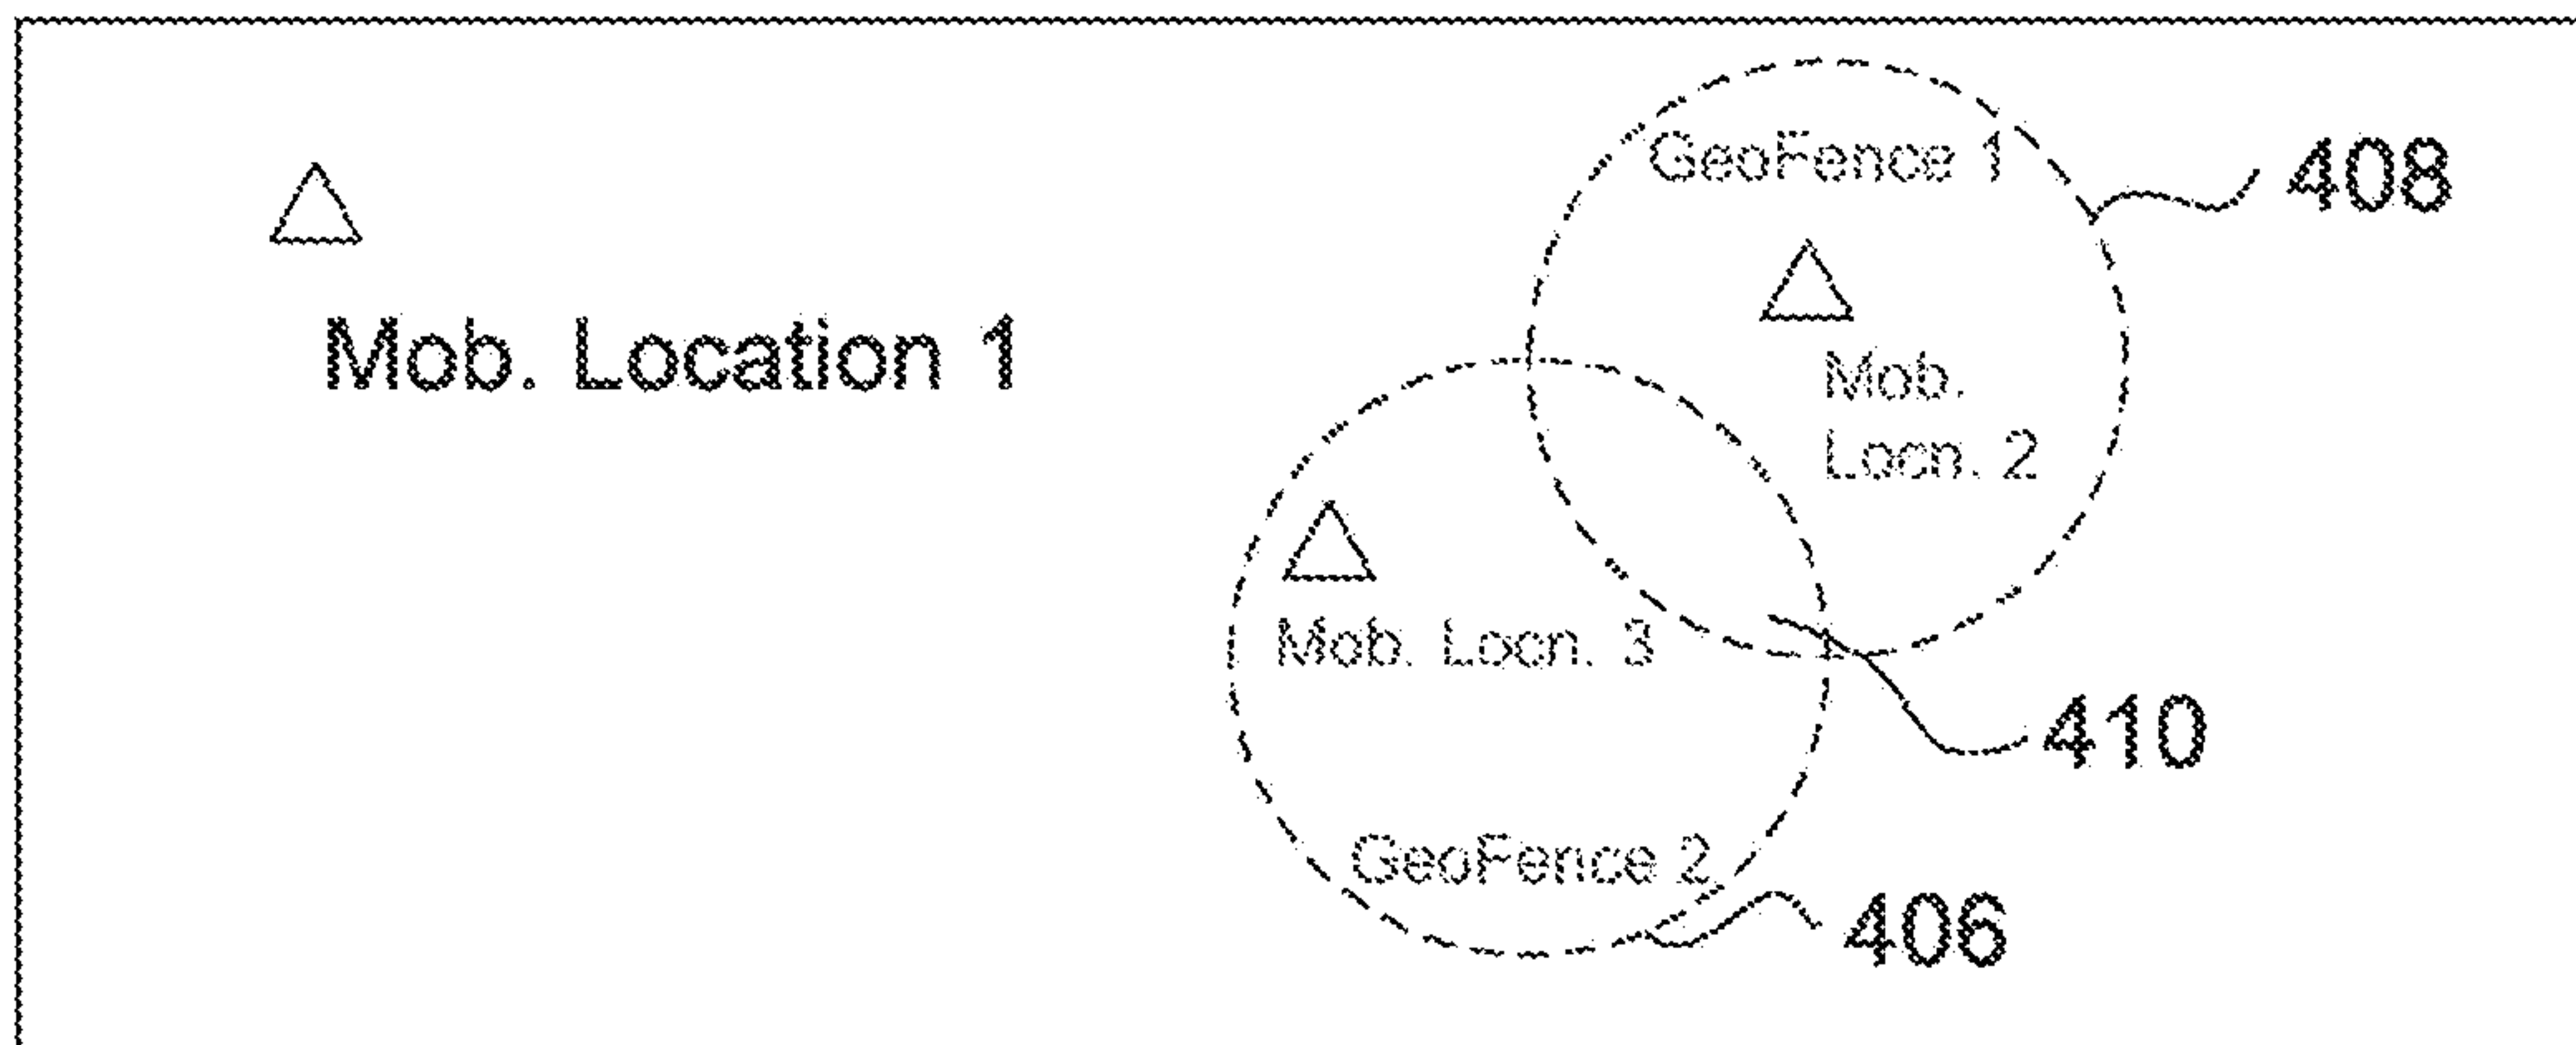 GeoFence 1
408
Mob. Location 1
Mob.
Locn. 2
Mob. Locn. 3
410
GeoFence 2
406